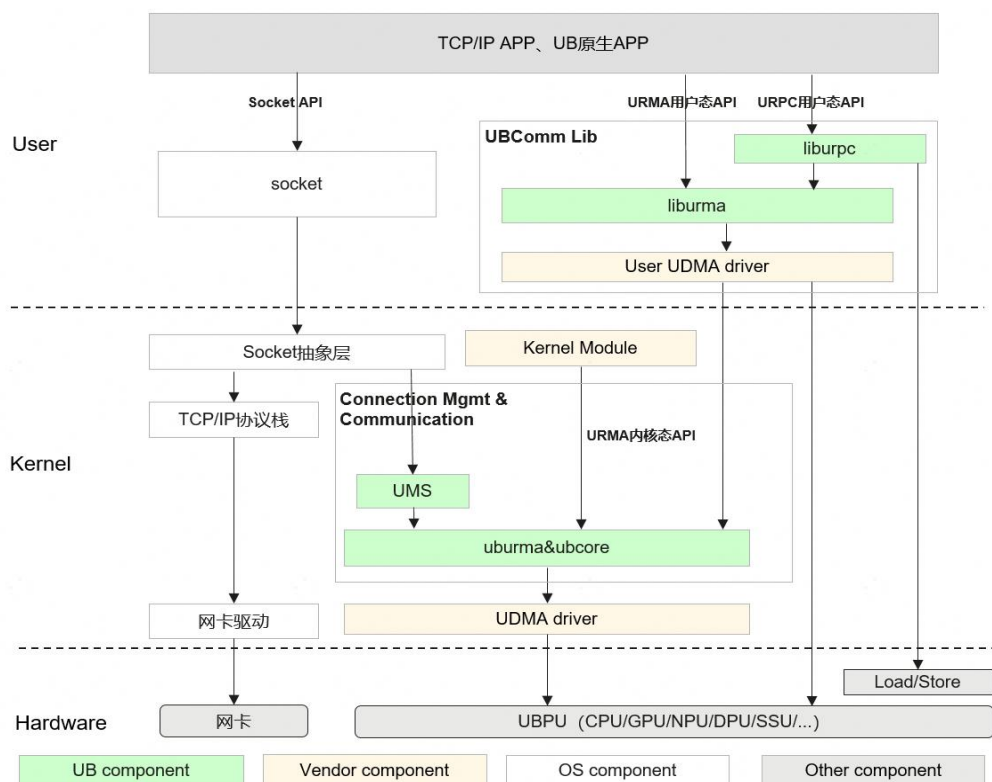 TCP/IP APP、UB原生APP
Socket API
URMA用户态API
URPC用户态API
User
UBComm Lib
liburpc
socket
liburma
User UDMA driver
Socket抽象层
Kernel Module
Connection Mgmt &
Communication
TCP/IP协议栈
URMA内核态API
Kernel
UMS
uburma&ubcore
网卡驱动
UDMA driver
Load/Store
Hardware
网卡
UBPU（CPU/GPU/NPU/DPU/SSU/...）
UB component
Vendor component
OS component
Other component